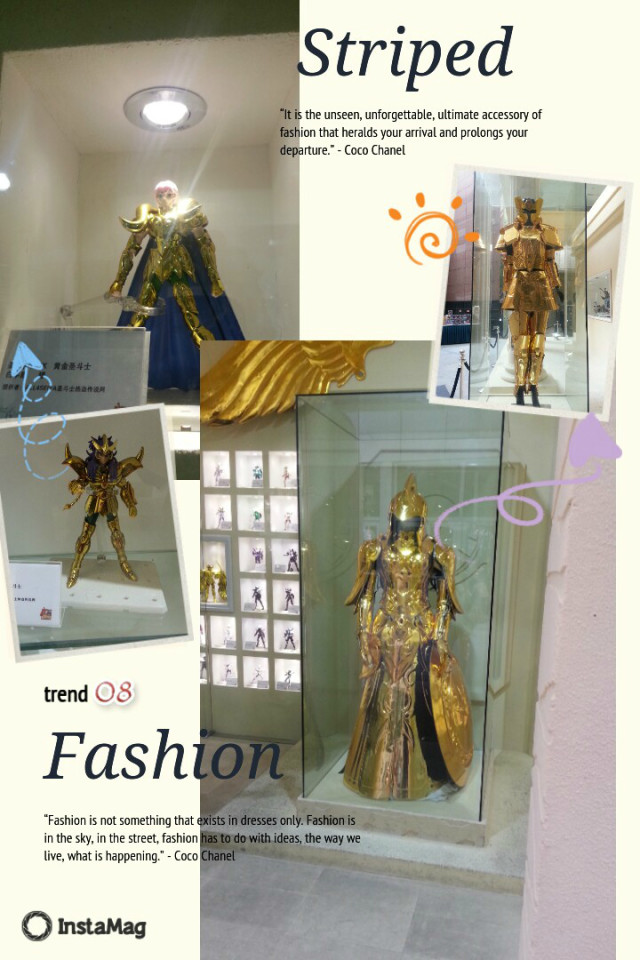 Striped
“It is the unseen, unforgettable, ultimate accessory of
fashion that heralds your arrival and prolongs your
departure.” - Coco Chanel
黄金圣斗士
trend 08
Fashion
“Fashion is not something that exists in dresses only. Fashion is
in the sky, in the street, fashion has to do with ideas, the way we
live, what is happening.” - Coco Chanel
InstaMag